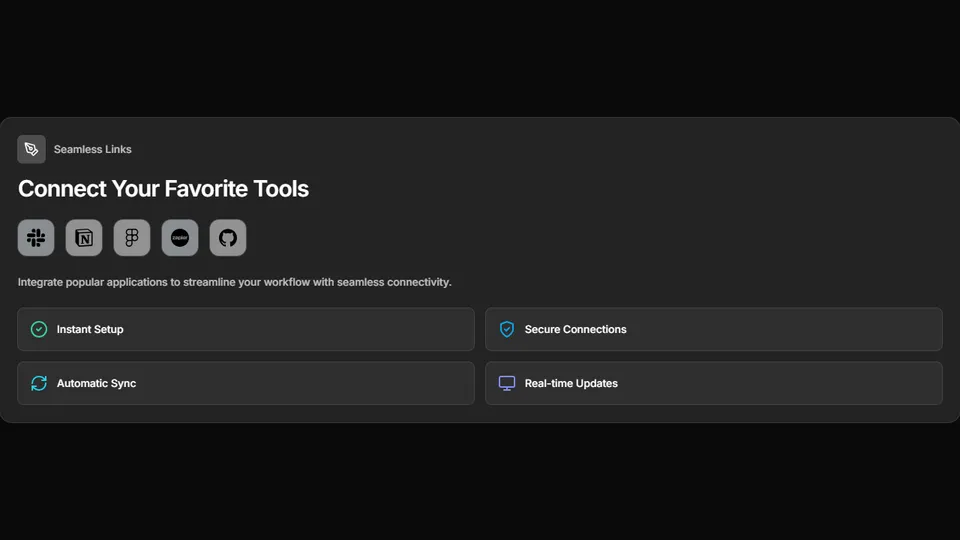 Seamless Links
Connect Your Favorite Tools
zapier
Integrate popular applications to streamline your workflow with seamless connectivity.
Instant Setup
Secure Connections
Automatic Sync
Real-time Updates